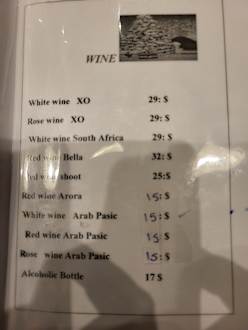 WINE
White wine XO 29: $
Rose wine XO 29: $
White wine South Africa 29: $
Red wine Bella 32: $
wine shoot 25:$
Red wine Arora 15: $
White wine Arab Pasic 15: $
Red wine Arab Pasic 15: $
Rose wine Arab Pasic 15: $
Alcoholic Bottle 17 $